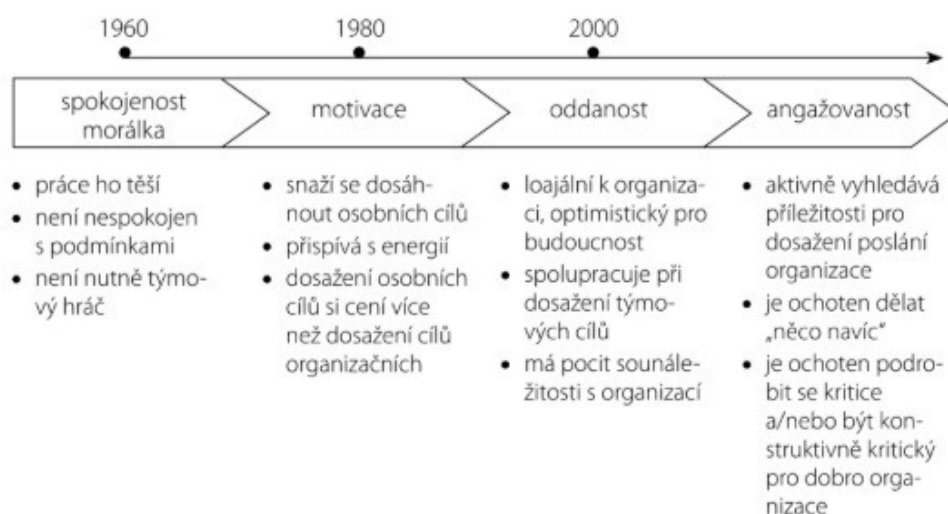 1960
1980
2000
spokojenost
morálka
motivace
oddanost
angažovanost
• práce ho těší
• není nespokojen
s podmínkami
• není nutně týmo-
vý hráč
• snaží se dosáh-
nout osobních cílů
• přispívá s energií
• dosažení osobních
cílů si cení více
než dosažení cílů
organizačních
• loajální k organiza-
ci, optimistický pro
budoucnost
• spolupracuje při
dosažení týmo-
vých cílů
• má pocit sounále-
žitosti s organizací
• aktivně vyhledává
příležitosti pro
dosažení poslání
organizace
• je ochoten dělat
„něco navíc“
• je ochoten podro-
bit se kritice
a/nebo být kon-
struktivně kritický
pro dobro orga-
nizace